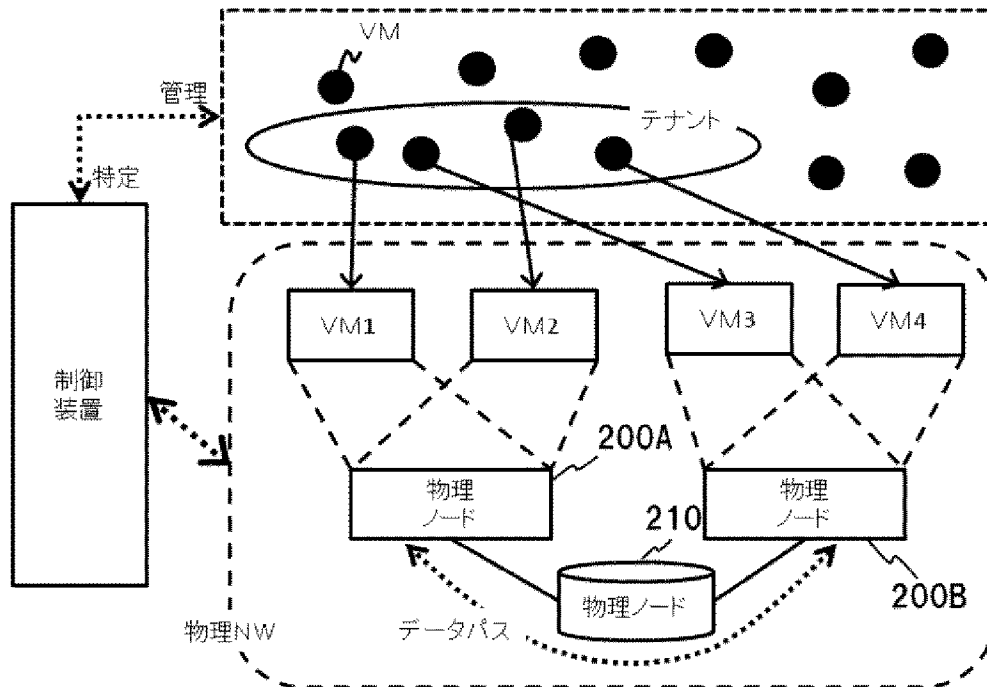 VM
管理
テナント
特定
VM1
VM2
VM3
VM4
制御
装置
200A
物理
ノード
物理
ノード
210
200B
物理ノード
物理NW
データパス